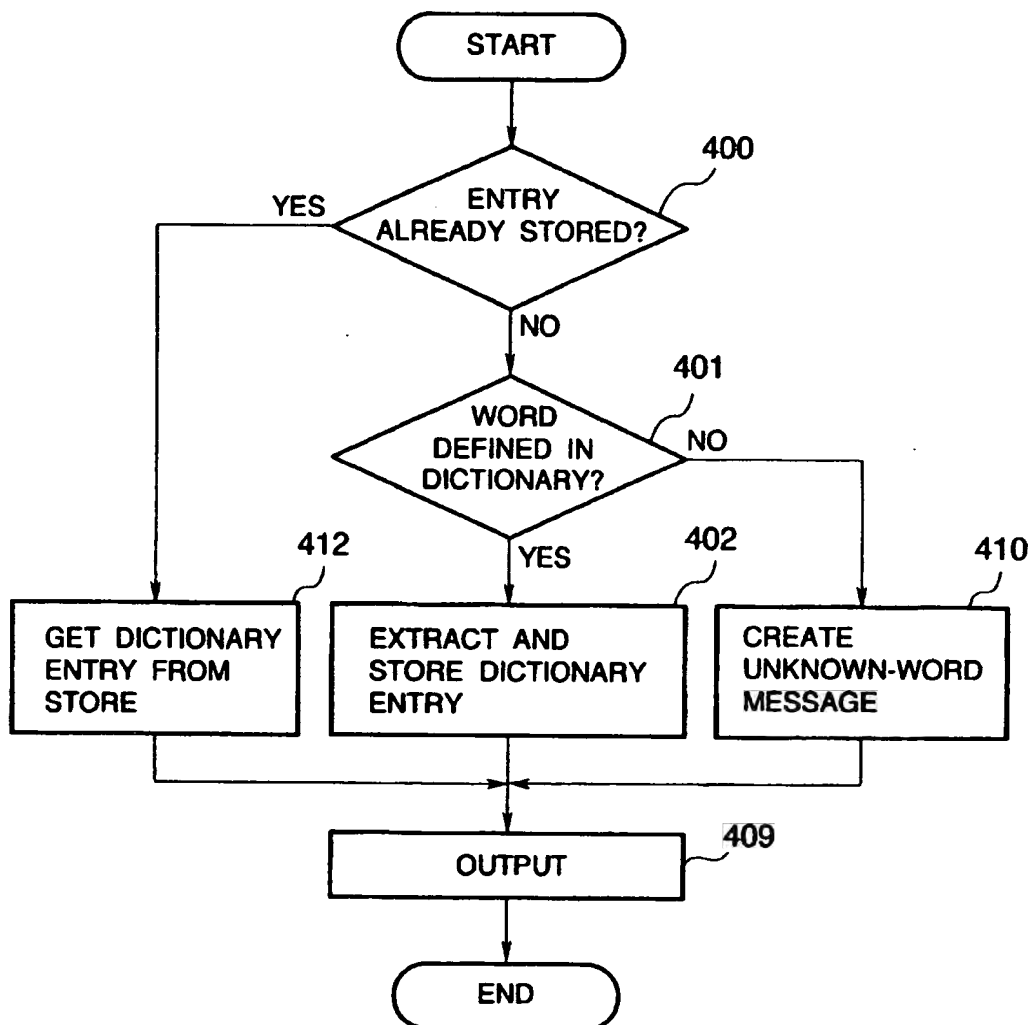 START
400
ENTRY
ALREADY STORED?
YES
NO
401
WORD
DEFINED IN
DICTIONARY?
NO
YES
412
GET DICTIONARY
ENTRY FROM
STORE
402
EXTRACT AND
STORE DICTIONARY
ENTRY
410
CREATE
UNKNOWN-WORD
MESSAGE
409
OUTPUT
END